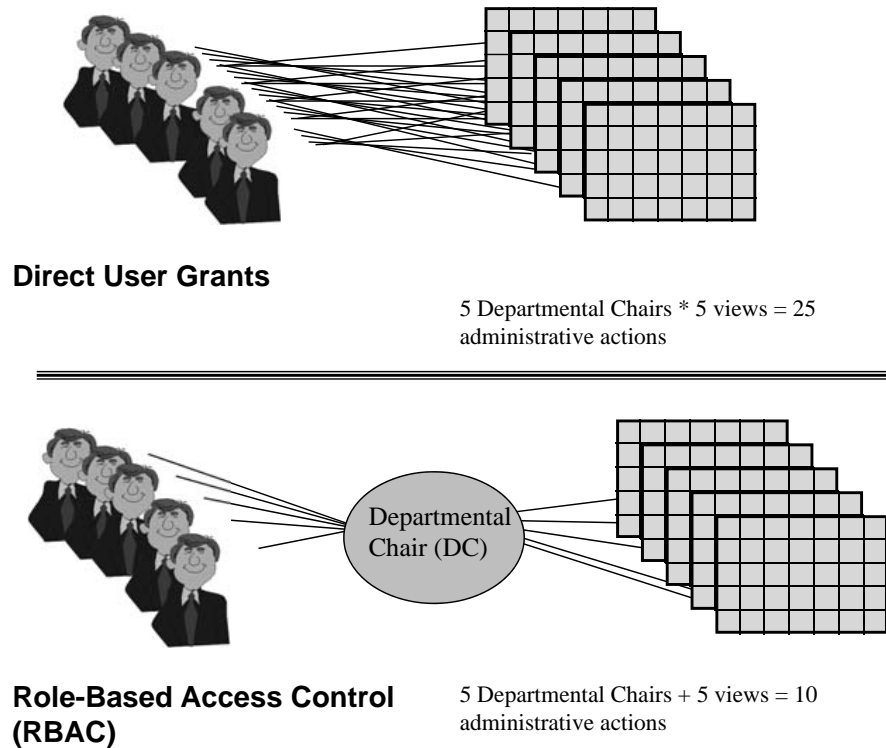 Direct User Grants
5 Departmental Chairs * 5 views = 25
administrative actions
Departmental
Chair (DC)
Role-Based Access Control
(RBAC)
5 Departmental Chairs + 5 views = 10
administrative actions